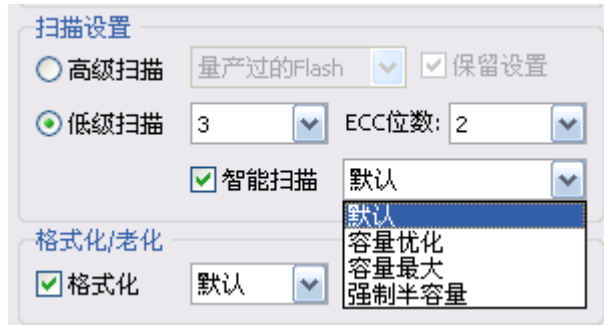 扫描设置
高级扫描 量产过的Flash 保留设置
低级扫描 3 ECC位数: 2
智能扫描 默认
默认
容量优化
格式化/老化
容量最大
格式化 默认 强制半容量